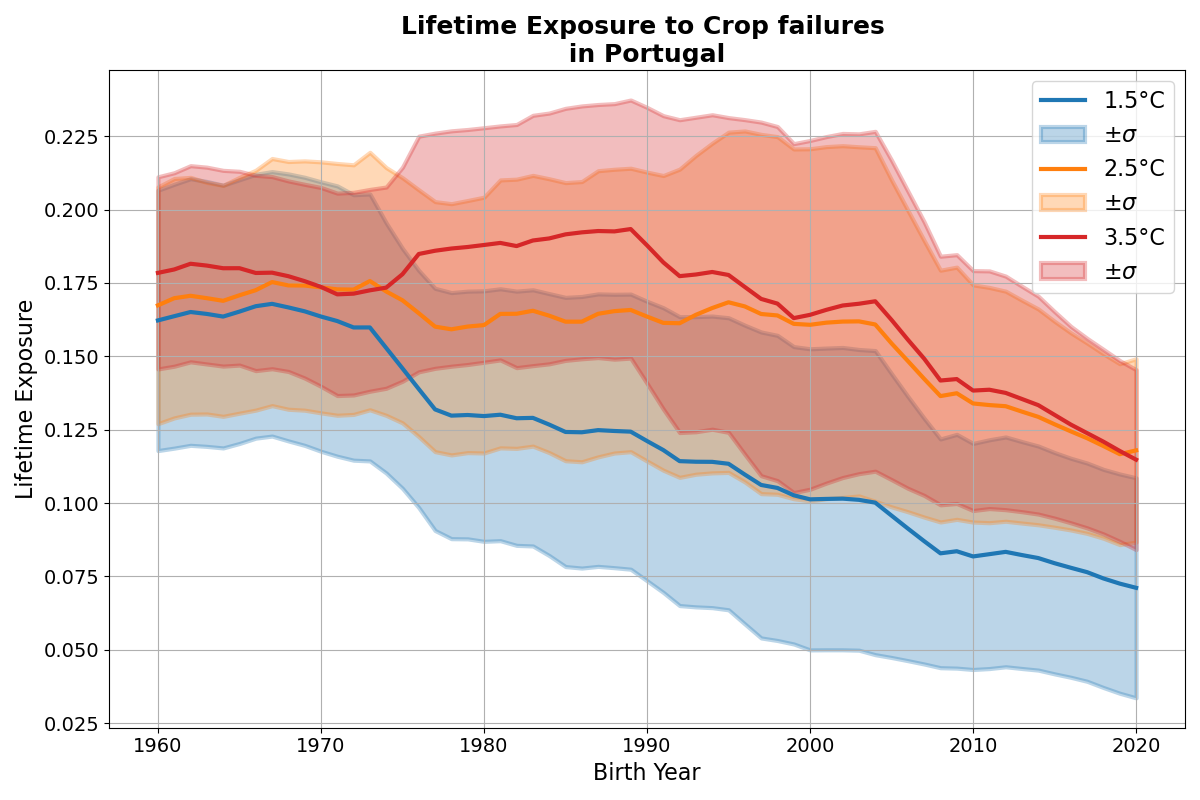 Lifetime Exposure to Crop failures
in Portugal
Lifetime Exposure
0.225
0.200
0.175
0.150
0.125
0.100
0.075
0.050
0.025
1.5°C
±σ
2.5°C
±σ
3.5°C
±σ
1960 1970 1980 1990 2000 2010 2020
Birth Year